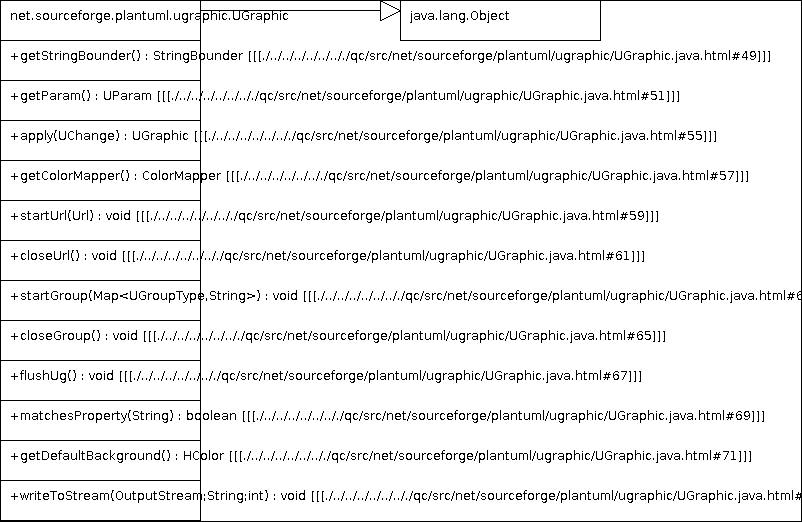 net.sourceforge.plantuml.ugraphic.UGraphic
java.lang.Object
+getStringBounder() : StringBounder [[[./../../../../../../qc/src/net/sourceforge/plantuml/ugraphic/UGraphic.java.html#49]]]
+getParam() : UParam [[[./../../../../../../qc/src/net/sourceforge/plantuml/ugraphic/UGraphic.java.html#51]]]
+apply(UChange) : UGraphic [[[./../../../../../../qc/src/net/sourceforge/plantuml/ugraphic/UGraphic.java.html#55]]]
+getColorMapper() : ColorMapper [[[./../../../../../../qc/src/net/sourceforge/plantuml/ugraphic/UGraphic.java.html#57]]]
+startUrl(Url) : void [[[./../../../../../../qc/src/net/sourceforge/plantuml/ugraphic/UGraphic.java.html#59]]]
+closeUrl() : void [[[./../../../../../../qc/src/net/sourceforge/plantuml/ugraphic/UGraphic.java.html#61]]]
+startGroup(Map<UGroupType,String>) : void [[[./../../../../../../qc/src/net/sourceforge/plantuml/ugraphic/UGraphic.java.html#6
+closeGroup() : void [[[./../../../../../../qc/src/net/sourceforge/plantuml/ugraphic/UGraphic.java.html#65]]]
+flushUg() : void [[[./../../../../../../qc/src/net/sourceforge/plantuml/ugraphic/UGraphic.java.html#67]]]
+matchesProperty(String) : boolean [[[./../../../../../../qc/src/net/sourceforge/plantuml/ugraphic/UGraphic.java.html#69]]]
+getDefaultBackground() : HColor [[[./../../../../../../qc/src/net/sourceforge/plantuml/ugraphic/UGraphic.java.html#71]]]
+writeToStream(OutputStream;String;int) : void [[[./../../../../../../qc/src/net/sourceforge/plantuml/ugraphic/UGraphic.java.html#